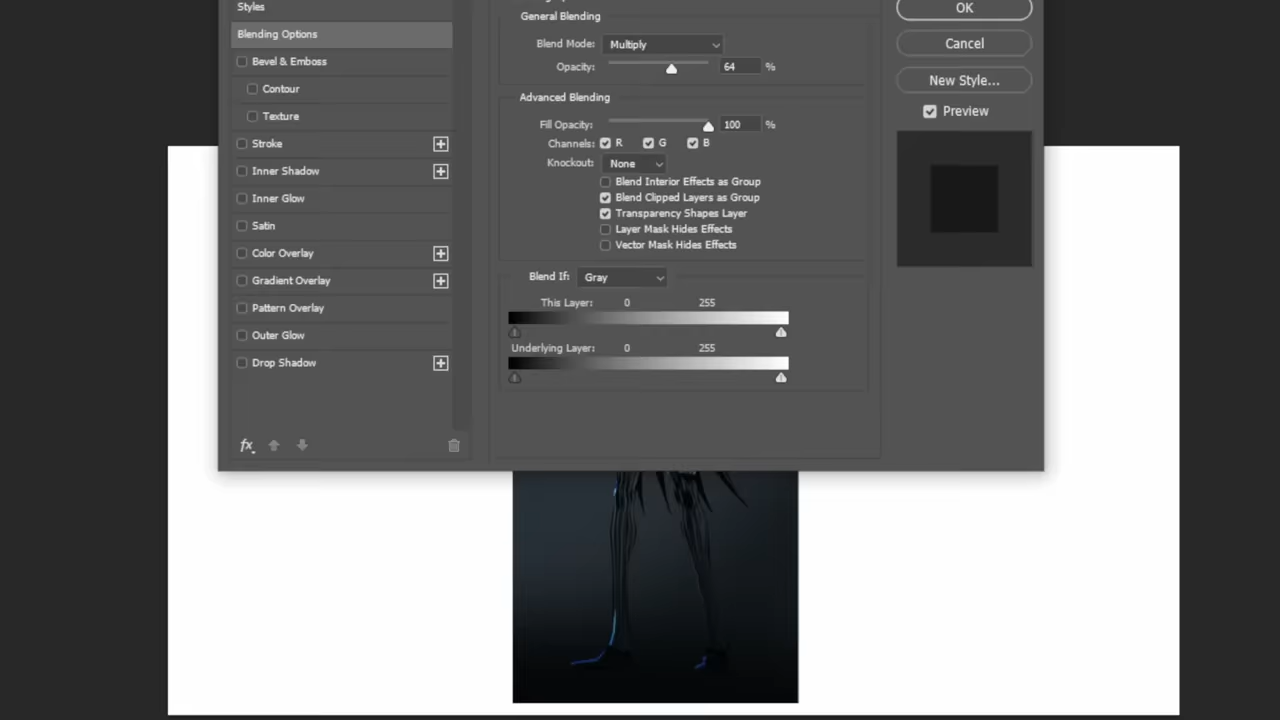 Styles
Blending Options
Bevel & Emboss
Contour
Texture
Stroke
Inner Shadow
Inner Glow
Satin
Color Overlay
Gradient Overlay
Pattern Overlay
Outer Glow
Drop Shadow
fx
General Blending
Blend Mode: Multiply
Opacity: 64 %
Advanced Blending
Fill Opacity: 100 %
Channels: R G B
Knockout: None
Blend Interior Effects as Group
Blend Clipped Layers as Group
Transparency Shapes Layer
Layer Mask Hides Effects
Vector Mask Hides Effects
Blend If: Gray
This Layer: 0 255
Underlying Layer: 0 255
OK
Cancel
New Style...
Preview